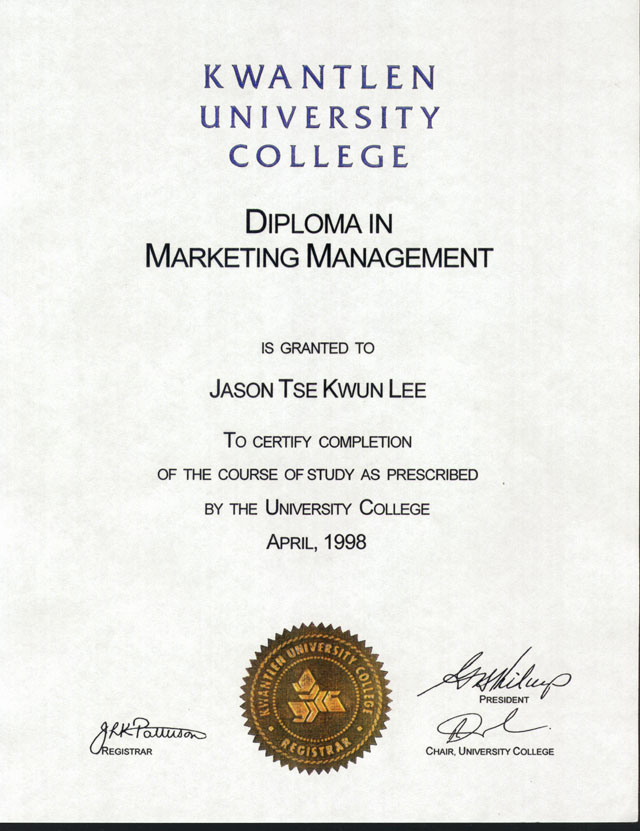 KWANTLEN
UNIVERSITY
COLLEGE
DIPLOMA IN
MARKETING MANAGEMENT
IS GRANTED TO
JASON TSE KWUN LEE
TO CERTIFY COMPLETION
OF THE COURSE OF STUDY AS PRESCRIBED
BY THE UNIVERSITY COLLEGE
APRIL, 1998
KWANTLEN UNIVERSITY COLLEGE
REGISTRAR
PRESIDENT
REGISTRAR
CHAIR, UNIVERSITY COLLEGE